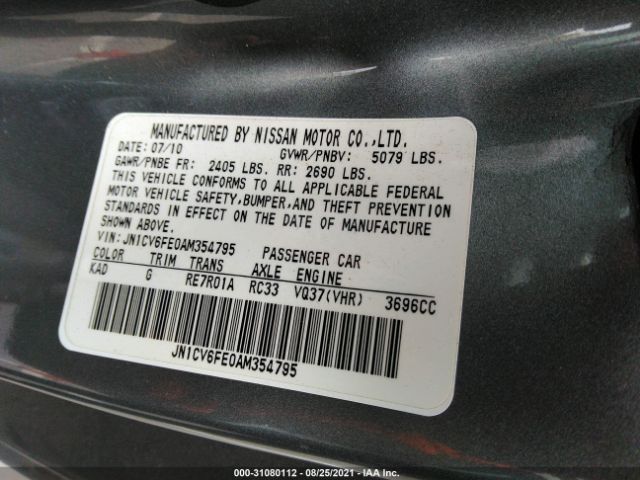 MANUFACTURED BY NISSAN MOTOR CO.,LTD.
DATE: 07/10 GVWR/PNBV: 5079 LBS.
GAWR/PNBE FR: 2405 LBS. RR: 2690 LBS.
THIS VEHICLE CONFORMS TO ALL APPLICABLE FEDERAL
MOTOR VEHICLE SAFETY,BUMPER,AND THEFT PREVENTION
STANDARDS IN EFFECT ON THE DATE OF MANUFACTURE
SHOWN ABOVE.
VIN:JN1CV6FE0AM354795 PASSENGER CAR
COLOR TRIM TRANS AXLE ENGINE
KAD G RE7R01A RC33 VQ37(VHR) 3696CC
JN1CV6FE0AM354795
000-31080112 - 08/25/2021 - IAA Inc.